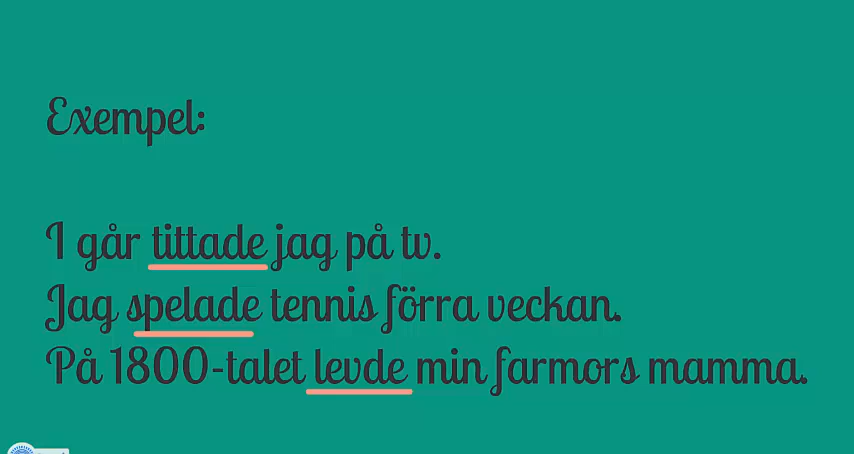 Exempel:
I går tittade jag på tv.
Jag spelade tennis förra veckan.
På 1800-talet levde min farmors mamma.